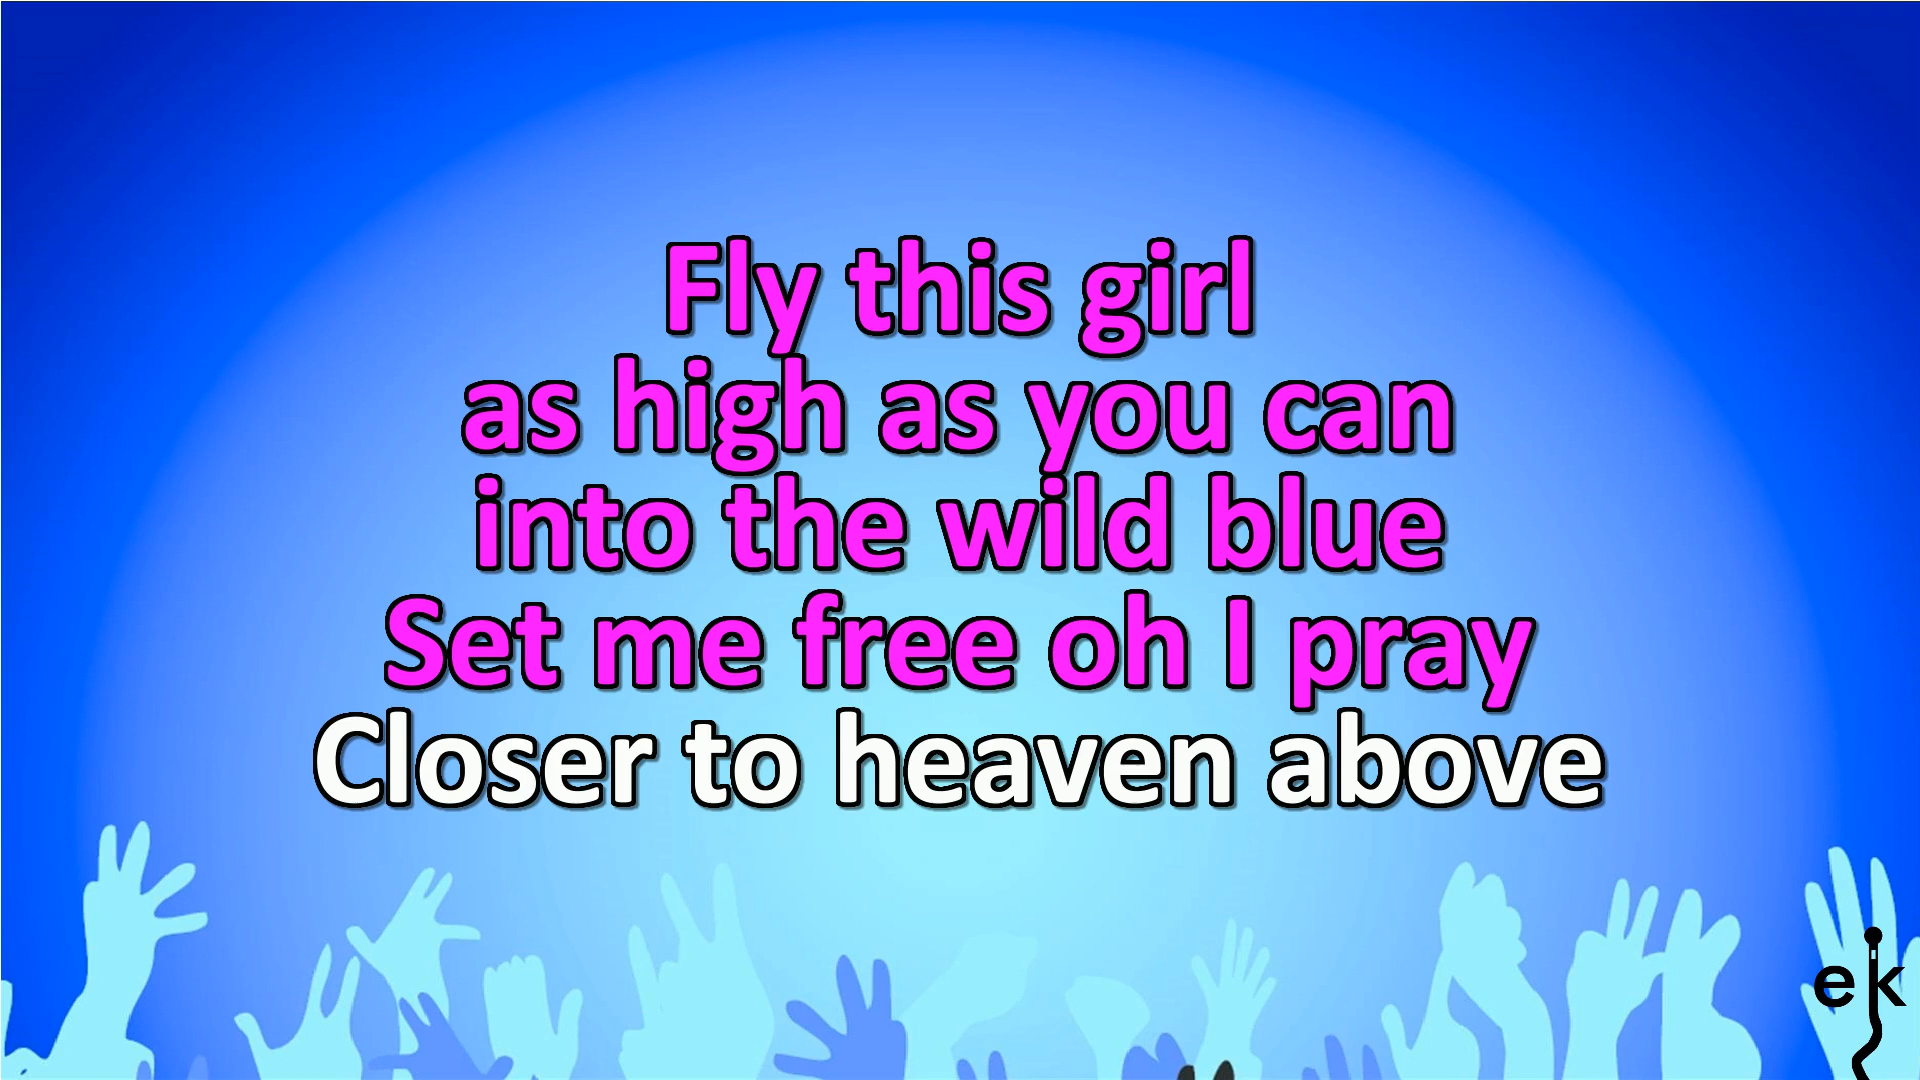 Fly this girl
as high as you can
into the wild blue
Set me free oh I pray
Closer to heaven above
ek